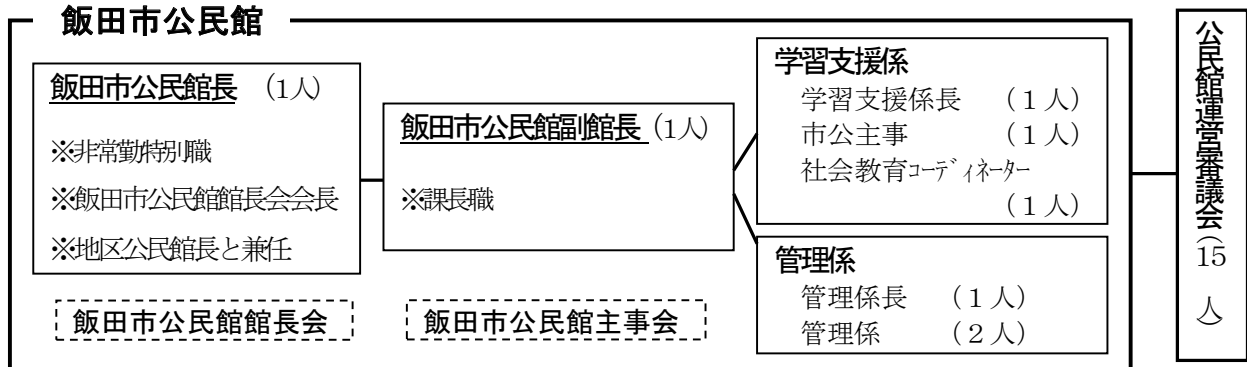 飯田市公民館
飯田市公民館長 （1人）
※非常勤特別職
※飯田市公民館館長会会長
※地区公民館長と兼任
飯田市公民館館長会
飯田市公民館副館長（1人）
※課長職
飯田市公民館主事会
学習支援係
学習支援係長 （１人）
市公主事 （１人）
社会教育ｺｰﾃﾞｨﾈｰﾀｰ
（１人）
管理係
管理係長 （１人）
管理係 （２人）
公民館運営審議会（15人）